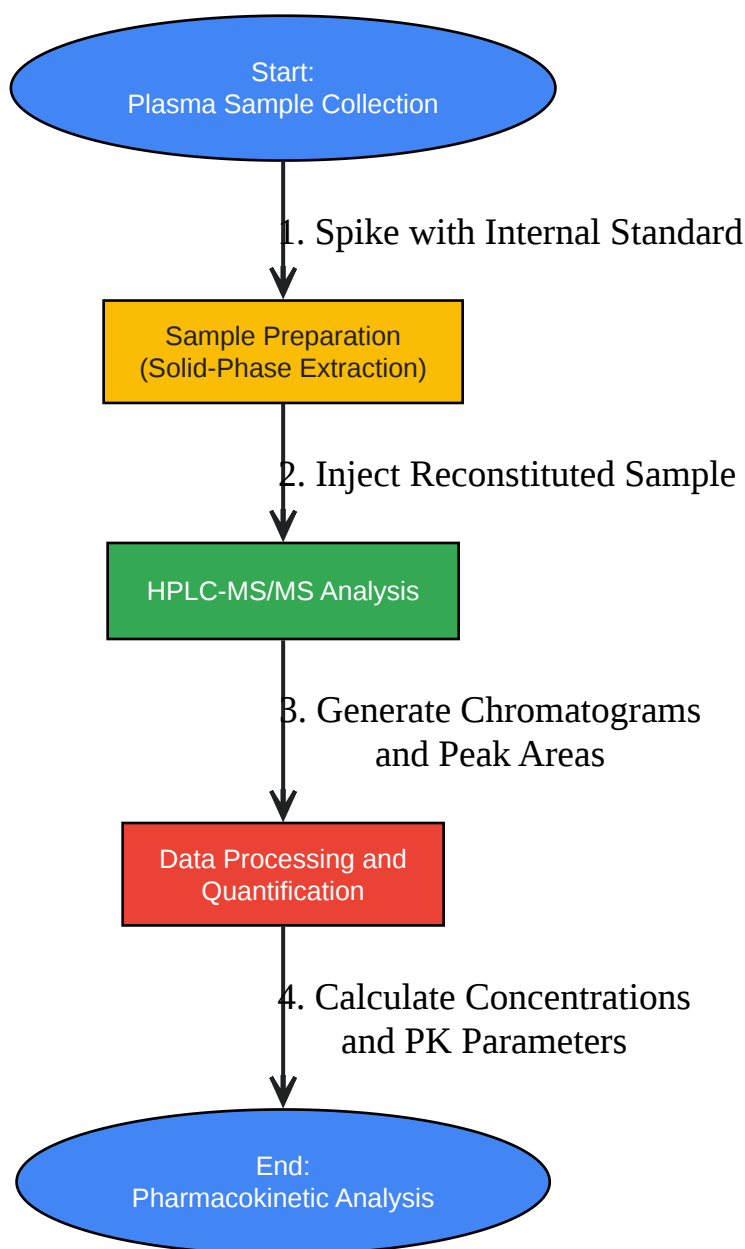 Start:
Plasma Sample Collection
1. Spike with Internal Standard
Sample Preparation
(Solid-Phase Extraction)
2. Inject Reconstituted Sample
HPLC-MS/MS Analysis
3. Generate Chromatograms
and Peak Areas
Data Processing and
Quantification
4. Calculate Concentrations
and PK Parameters
End:
Pharmacokinetic Analysis